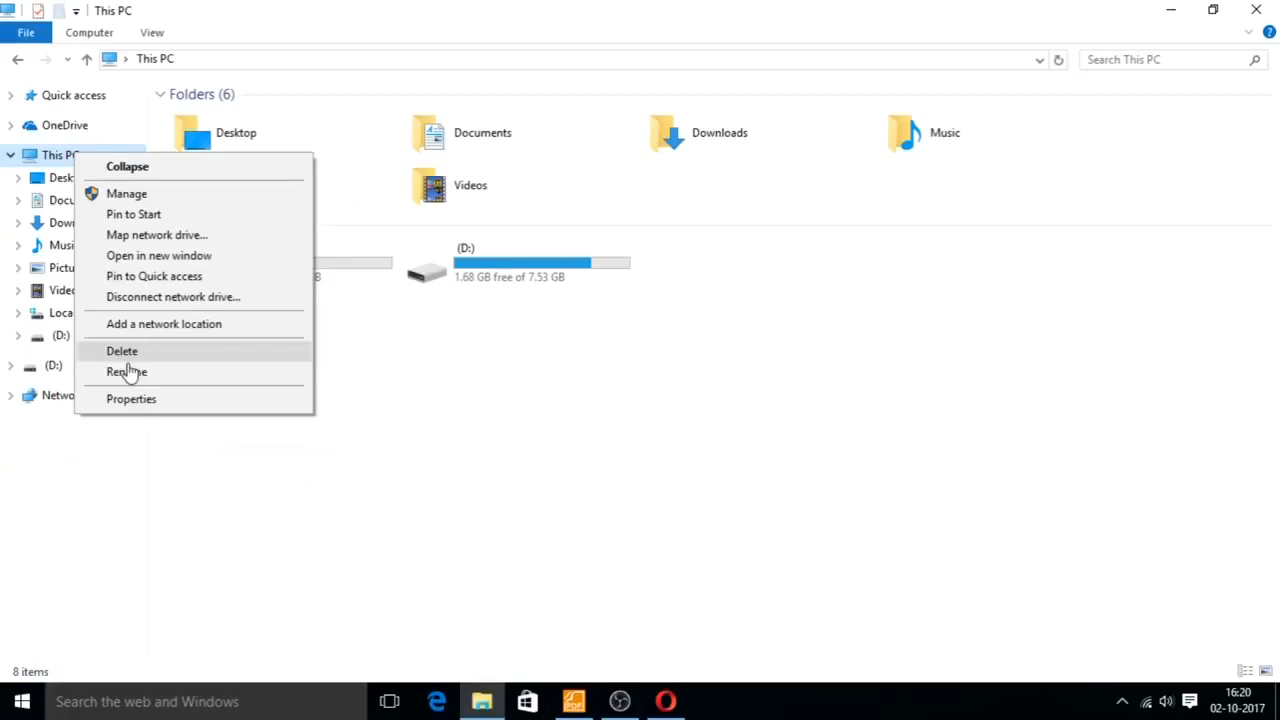 This PC
File Computer View
This PC
Search This PC
Quick access
OneDrive
This PC
Desk
Docu
Down
Musi
Pictu
Video
Loca
(D:)
(D:)
Netwo
Collapse
Manage
Pin to Start
Map network drive...
Open in new window
Pin to Quick access
Disconnect network drive...
Add a network location
Delete
Rename
Properties
Folders (6)
Desktop
Documents
Downloads
Music
Videos
B
(D:)
1.68 GB free of 7.53 GB
8 items
Search the web and Windows
PDF
16:20
02-10-2017